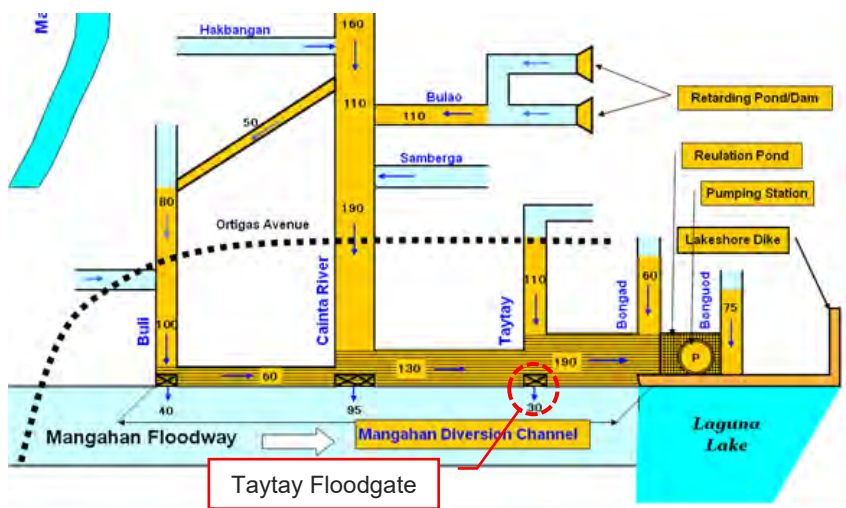 Ma
Hakbangan
160
110
50
Bulao
110
Retarding Pond/Dam
Samberga
Reulation Pond
80
190
Pumping Station
Ortigas Avenue
Lakeshore Dike
Buli
100
Cainta River
Taytay
110
Bongad
60
Bonguod
75
60
130
190
P
40
95
30
Mangahan Floodway
Mangahan Diversion Channel
Laguna
Lake
Taytay Floodgate